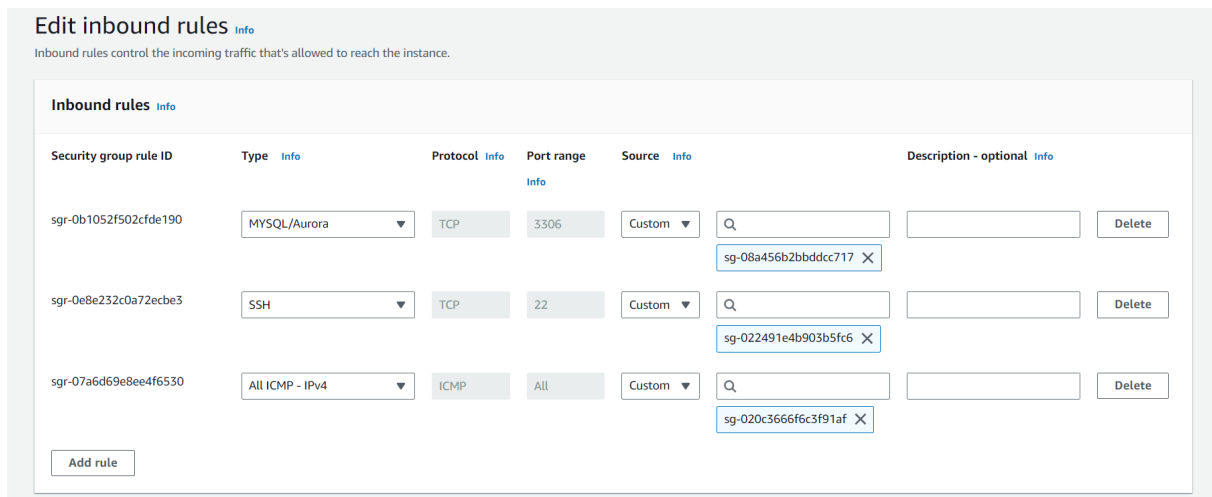 Edit inbound rules Info
Inbound rules control the incoming traffic that's allowed to reach the instance.
Inbound rules Info
Security group rule ID Type Info Protocol Info Port range Info Source Info Description - optional Info
sgr-0b1052f502cfde190 MYSQL/Aurora TCP 3306 Custom Delete
sg-08a456b2bbddcc717
sgr-0e8e232c0a72ecbe3 SSH TCP 22 Custom Delete
sg-022491e4b903b5fc6
sgr-07a6d69e8ee4f6530 All ICMP - IPv4 ICMP All Custom Delete
sg-020c3666f6c3f91af
Add rule